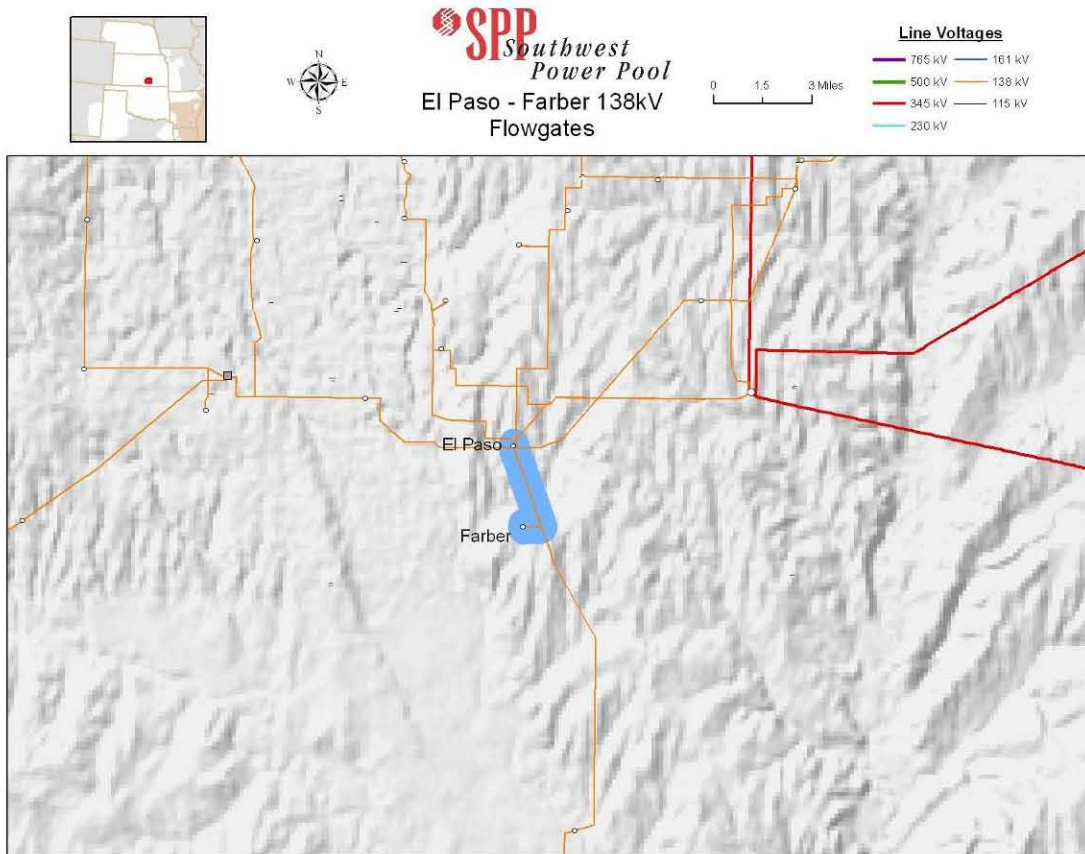 SPP
Southwest
Power Pool
El Paso - Farber 138kV
Flowgates
N
W E
S
0 1.5 3 Miles
Line Voltages
765 kV 161 kV
500 kV 138 kV
345 kV 115 kV
230 kV
El Paso
Farber